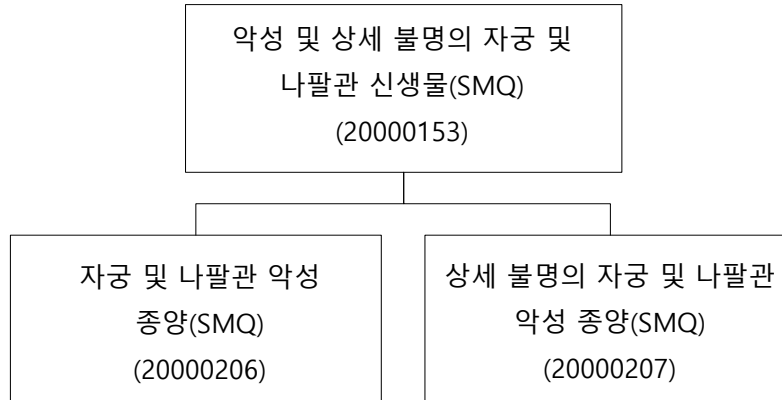 악성 및 상세 불명의 자궁 및
나팔관 신생물(SMQ)
(20000153)
자궁 및 나팔관 악성
종양(SMQ)
(20000206)
상세 불명의 자궁 및 나팔관
악성 종양(SMQ)
(20000207)